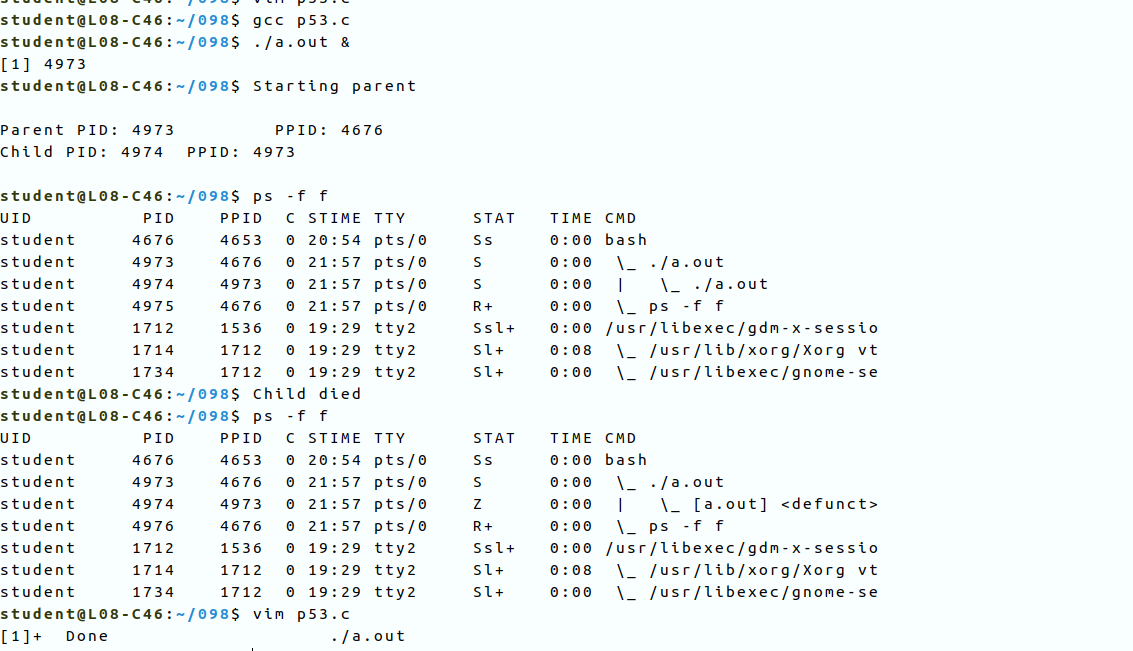 student@L08-C46:~/098$ vim p53.c
student@L08-C46:~/098$ gcc p53.c
student@L08-C46:~/098$ ./a.out &
[1] 4973
student@L08-C46:~/098$ Starting parent
Parent PID: 4973         PPID: 4676
Child PID: 4974  PPID: 4973
student@L08-C46:~/098$ ps -f f
UID          PID    PPID  C STIME TTY      STAT   TIME CMD
student     4676    4653  0 20:54 pts/0    Ss     0:00 bash
student     4973    4676  0 21:57 pts/0    S      0:00  \_ ./a.out
student     4974    4973  0 21:57 pts/0    S      0:00  |   \_ ./a.out
student     4975    4676  0 21:57 pts/0    R+     0:00  \_ ps -f f
student     1712    1536  0 19:29 tty2     Ssl+   0:00 /usr/libexec/gdm-x-sessio
student     1714    1712  0 19:29 tty2     Sl+    0:08  \_ /usr/lib/xorg/Xorg vt
student     1734    1712  0 19:29 tty2     Sl+    0:00  \_ /usr/libexec/gnome-se
student@L08-C46:~/098$ Child died
student@L08-C46:~/098$ ps -f f
UID          PID    PPID  C STIME TTY      STAT   TIME CMD
student     4676    4653  0 20:54 pts/0    Ss     0:00 bash
student     4973    4676  0 21:57 pts/0    S      0:00  \_ ./a.out
student     4974    4973  0 21:57 pts/0    Z      0:00  |   \_ [a.out] <defunct>
student     4976    4676  0 21:57 pts/0    R+     0:00  \_ ps -f f
student     1712    1536  0 19:29 tty2     Ssl+   0:00 /usr/libexec/gdm-x-sessio
student     1714    1712  0 19:29 tty2     Sl+    0:08  \_ /usr/lib/xorg/Xorg vt
student     1734    1712  0 19:29 tty2     Sl+    0:00  \_ /usr/libexec/gnome-se
student@L08-C46:~/098$ vim p53.c
[1]+  Done                    ./a.out